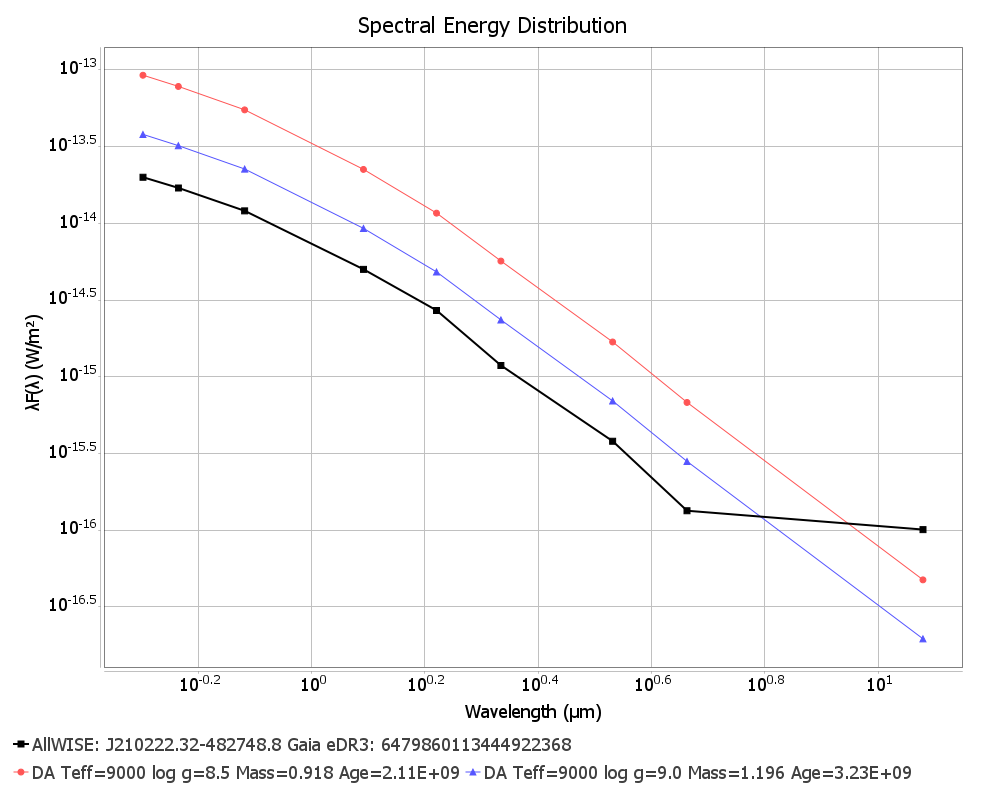 Spectral Energy Distribution
10^-13
10^-13.5
10^-14
10^-14.5
10^-15
10^-15.5
10^-16
10^-16.5
λF(λ) (W/m²)
10^-0.2 10^0 10^0.2 10^0.4 10^0.6 10^0.8 10^1
Wavelength (µm)
AllWISE: J210222.32-482748.8 Gaia eDR3: 6479860113444922368
DA Teff=9000 log g=8.5 Mass=0.918 Age=2.11E+09 DA Teff=9000 log g=9.0 Mass=1.196 Age=3.23E+09